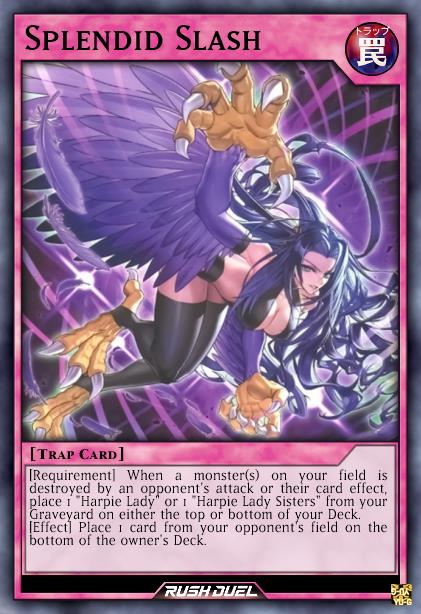 Splendid Slash
トラップ
罠
[Trap Card]
[Requirement] When a monster(s) on your field is
destroyed by an opponent's attack or their card effect,
place 1 "Harpie Lady" or 1 "Harpie Lady Sisters" from your
Graveyard on either the top or bottom of your Deck.
[Effect] Place 1 card from your opponent's field on the
bottom of the owner's Deck.
RUSH DUEL